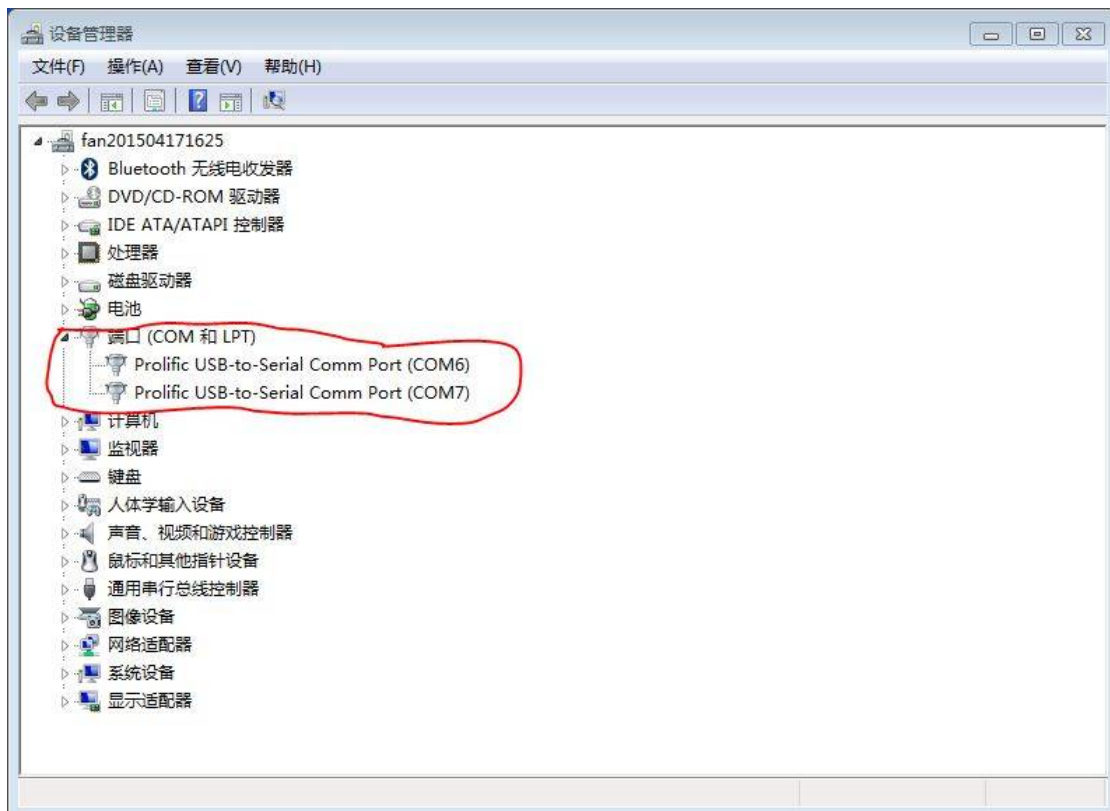 设备管理器
文件(F) 操作(A) 查看(V) 帮助(H)
fan201504171625
Bluetooth 无线电收发器
DVD/CD-ROM 驱动器
IDE ATA/ATAPI 控制器
处理器
磁盘驱动器
电池
端口 (COM 和 LPT)
Prolific USB-to-Serial Comm Port (COM6)
Prolific USB-to-Serial Comm Port (COM7)
计算机
监视器
键盘
人体学输入设备
声音、视频和游戏控制器
鼠标和其他指针设备
通用串行总线控制器
图像设备
网络适配器
系统设备
显示适配器